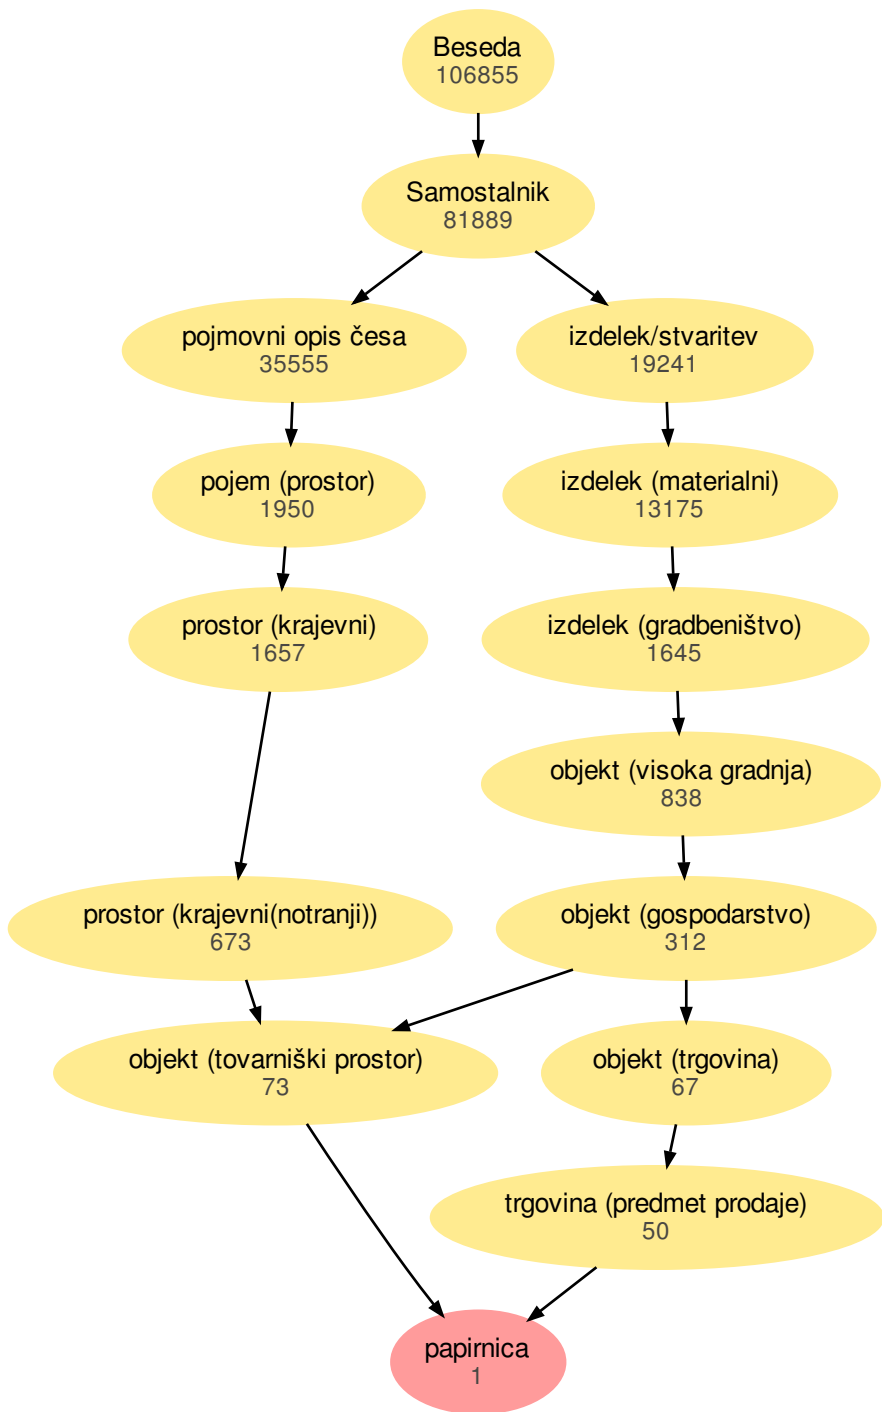 Beseda
106855
Samostalnik
81889
pojmovni opis česa
35555
izdelek/stvaritev
19241
pojem (prostor)
1950
izdelek (materialni)
13175
prostor (krajevni)
1657
izdelek (gradbeništvo)
1645
objekt (visoka gradnja)
838
prostor (krajevni(notranji))
673
objekt (gospodarstvo)
312
objekt (tovarniški prostor)
73
objekt (trgovina)
67
trgovina (predmet prodaje)
50
papirnica
1